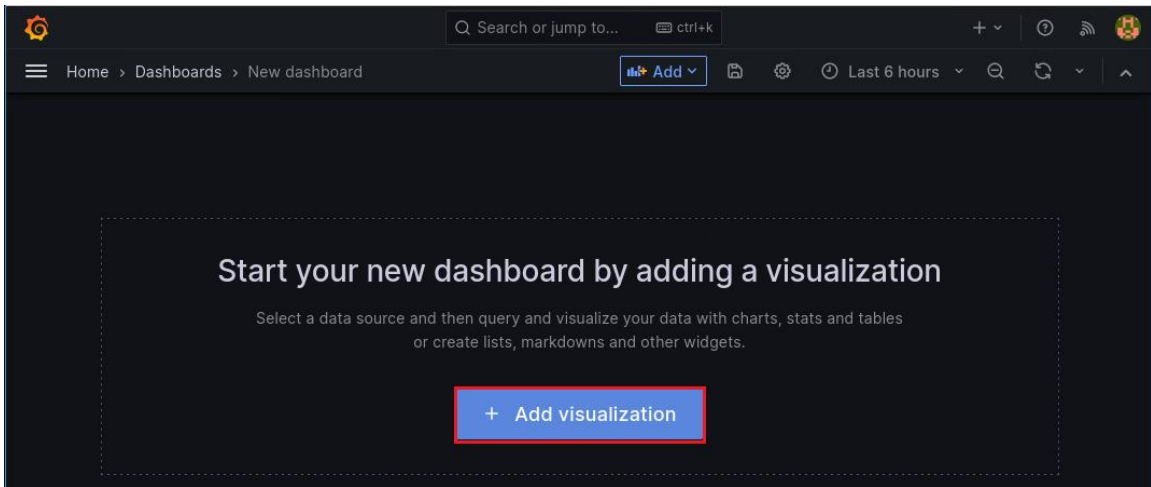 Search or jump to... ctrl+k
Home > Dashboards > New dashboard Add Last 6 hours
Start your new dashboard by adding a visualization
Select a data source and then query and visualize your data with charts, stats and tables
or create lists, markdowns and other widgets.
+ Add visualization